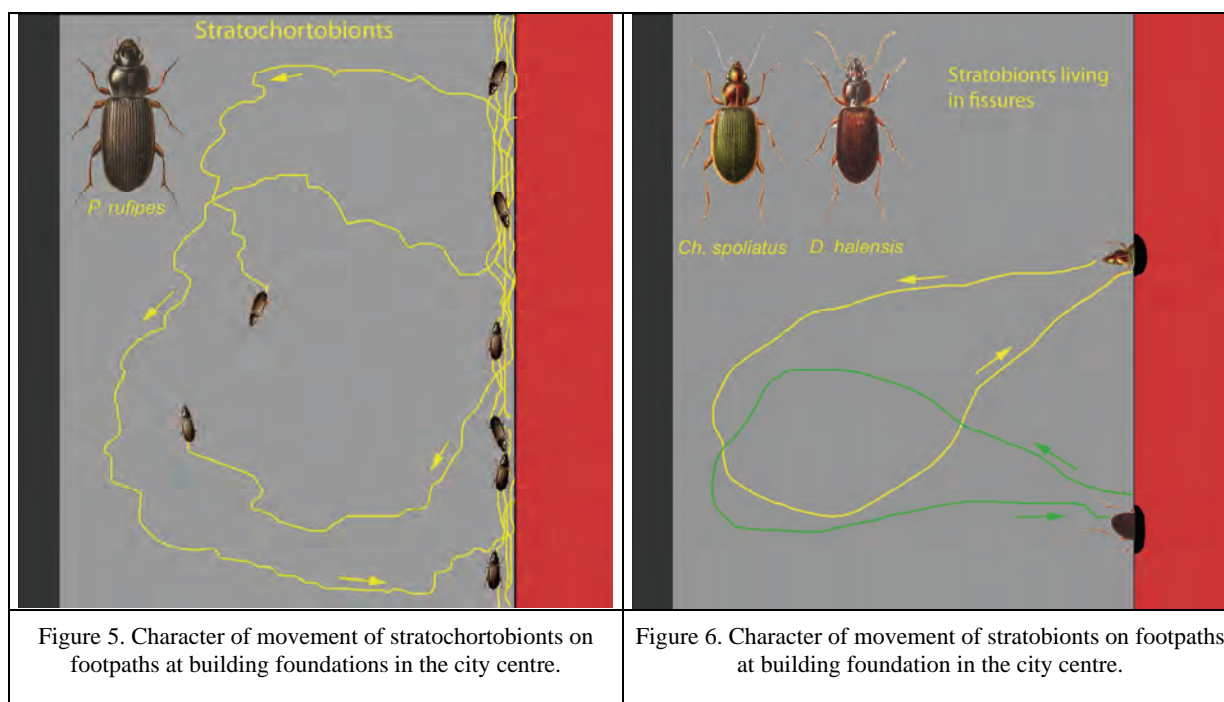 Stratochortobionts
P. rufipes
Stratobionts living
in fissures
Ch. spoliatus
D. halensis
Figure 5. Character of movement of stratochortobionts on
footpaths at building foundations in the city centre.
Figure 6. Character of movement of stratobionts on footpaths
at building foundation in the city centre.